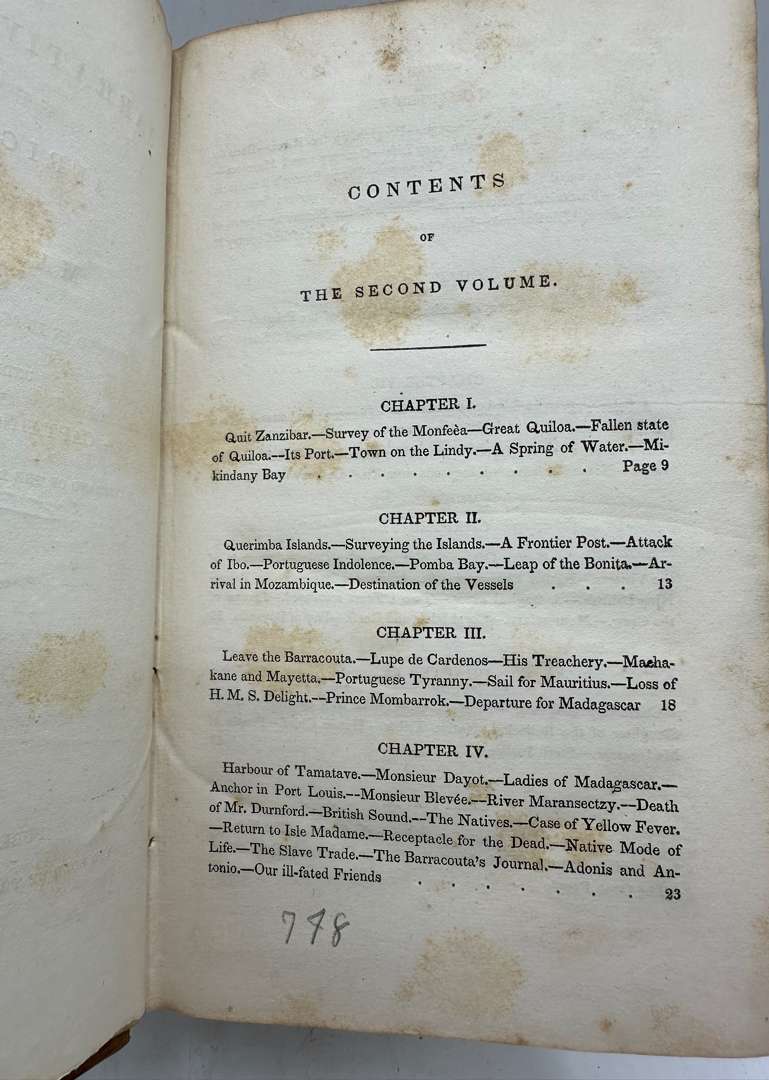 CONTENTS
OF
THE SECOND VOLUME.
CHAPTER I.
Quit Zanzibar.—Survey of the Monfeèa—Great Quiloa.—Fallen state
of Quiloa.—Its Port.—Town on the Lindy.—A Spring of Water.—Mi-
kindany Bay . . . . . . . . Page 9
CHAPTER II.
Querimba Islands.—Surveying the Islands.—A Frontier Post.—Attack
of Ibo.—Portuguese Indolence.—Pomba Bay.—Leap of the Bonita.—Ar-
rival in Mozambique.—Destination of the Vessels . . . 13
CHAPTER III.
Leave the Barracouta.—Lupe de Cardenos—His Treachery.—Machа-
kane and Mayetta.—Portuguese Tyranny.—Sail for Mauritius.—Loss of
H. M. S. Delight.—Prince Mombarrok.—Departure for Madagascar 18
CHAPTER IV.
Harbour of Tamatave.—Monsieur Dayot.—Ladies of Madagascar.—
Anchor in Port Louis.—Monsieur Blevée.—River Maransectzy.—Death
of Mr. Durnford.—British Sound.—The Natives.—Case of Yellow Fever.
—Return to Isle Madame.—Receptacle for the Dead.—Native Mode of
Life.—The Slave Trade.—The Barracouta's Journal.—Adonis and An-
tonio.—Our ill-fated Friends . . . . . . . 23
748